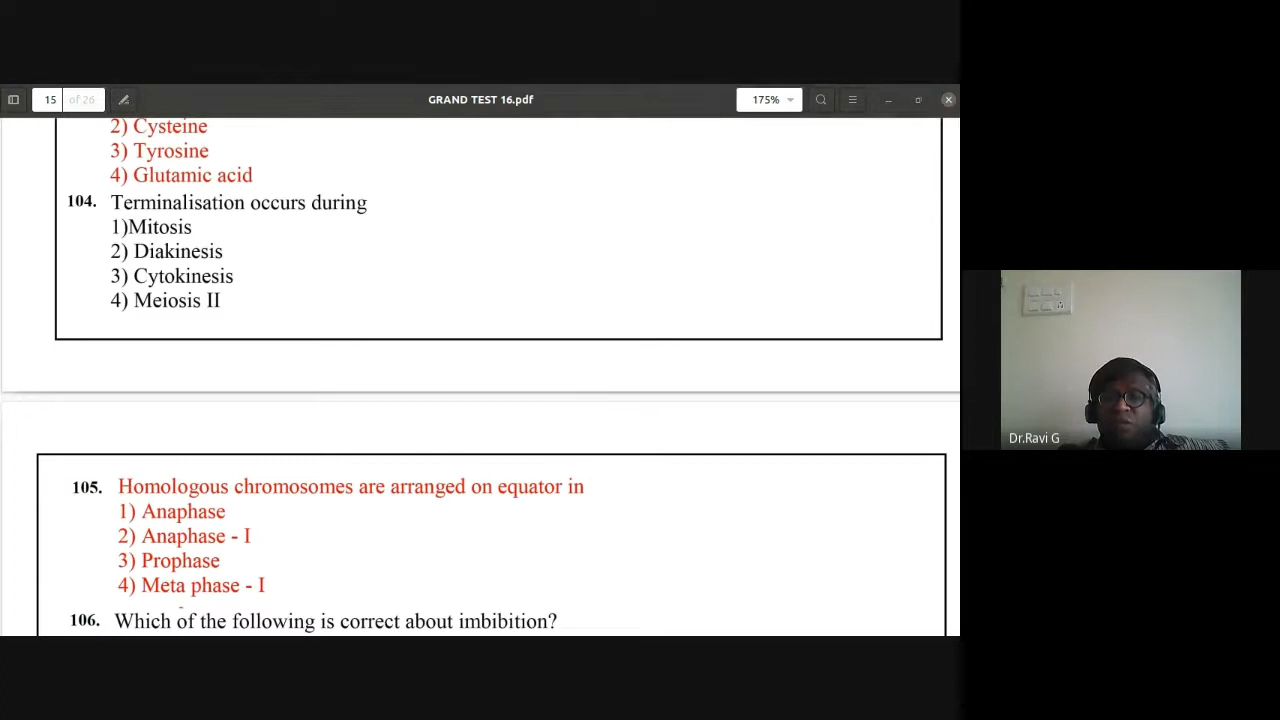 15 of 26
GRAND TEST 16.pdf
175%
2) Cysteine
3) Tyrosine
4) Glutamic acid
104. Terminalisation occurs during
1)Mitosis
2) Diakinesis
3) Cytokinesis
4) Meiosis II
105. Homologous chromosomes are arranged on equator in
1) Anaphase
2) Anaphase - I
3) Prophase
4) Meta phase - I
106. Which of the following is correct about imbibition?
Dr.Ravi G